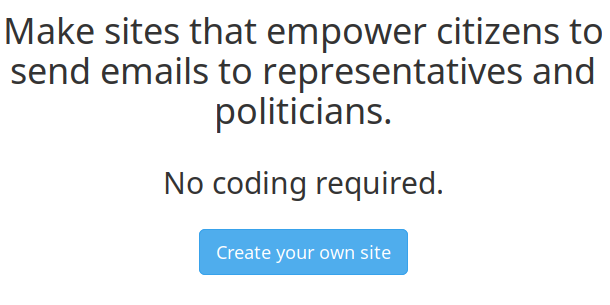 Make sites that empower citizens to
send emails to representatives and
politicians.
No coding required.
Create your own site